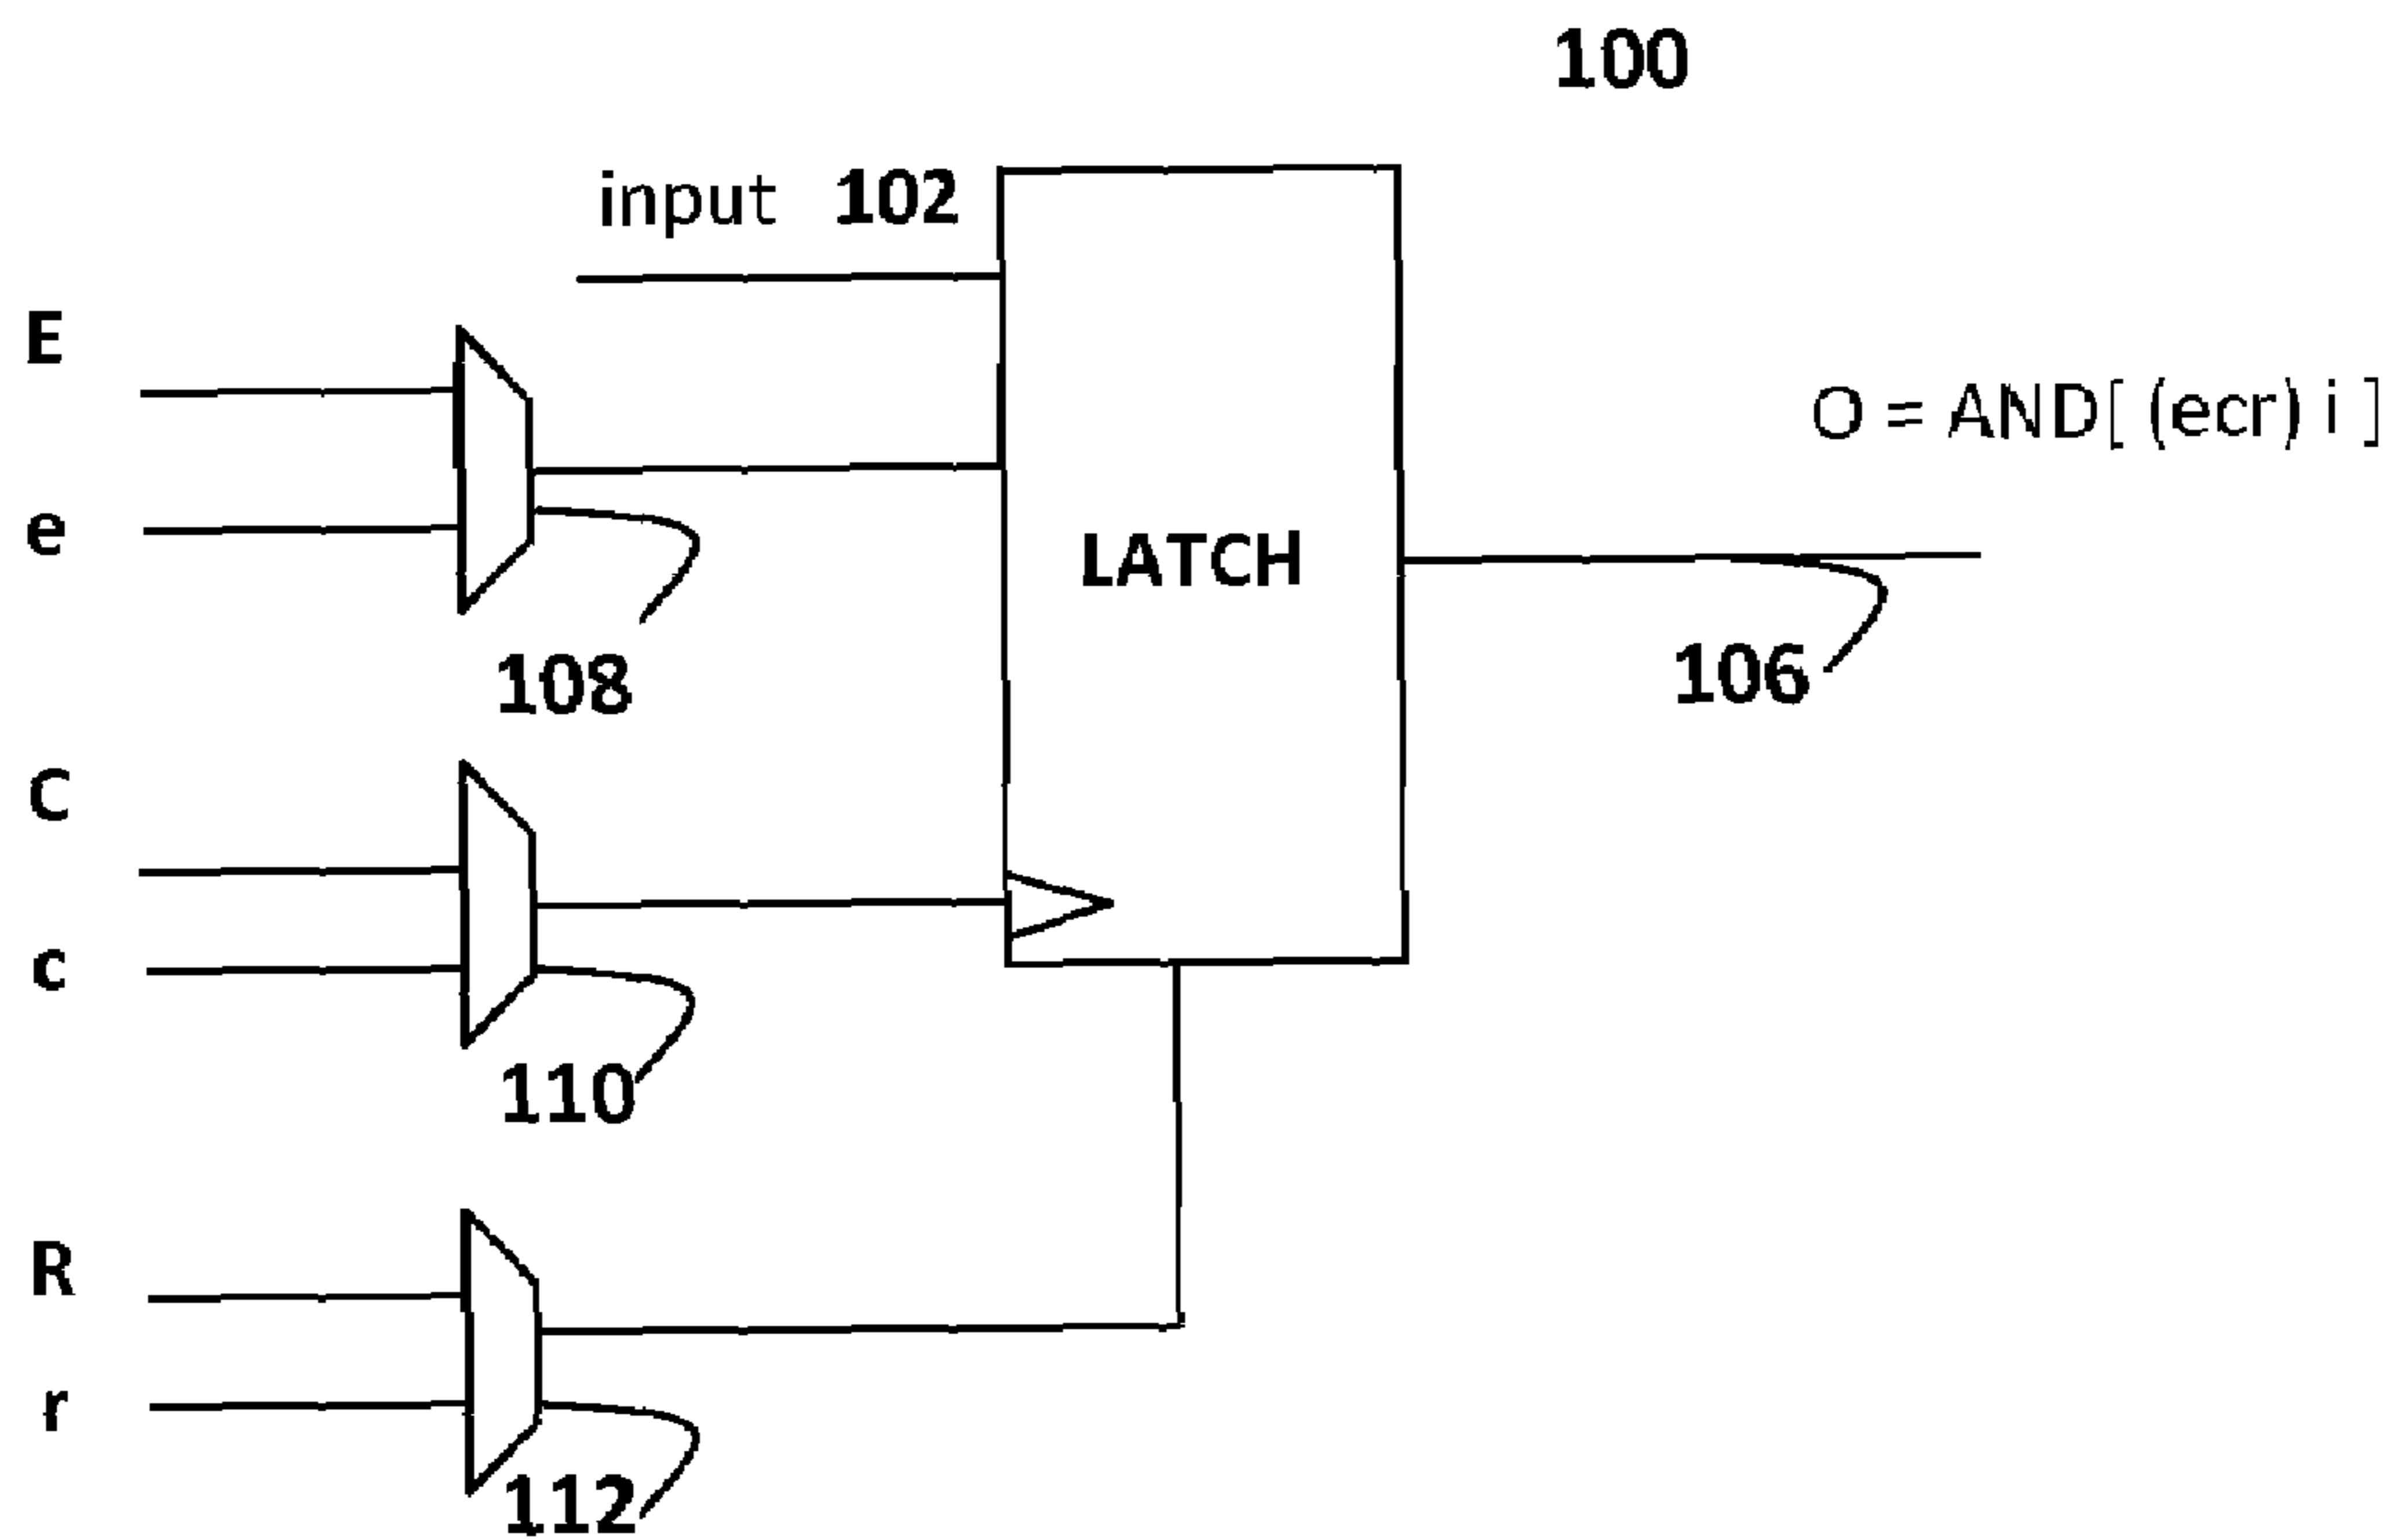 100
input 102
E
O = AND[ (ecr) i ]
e
LATCH
108
106
C
c
110
R
r
112